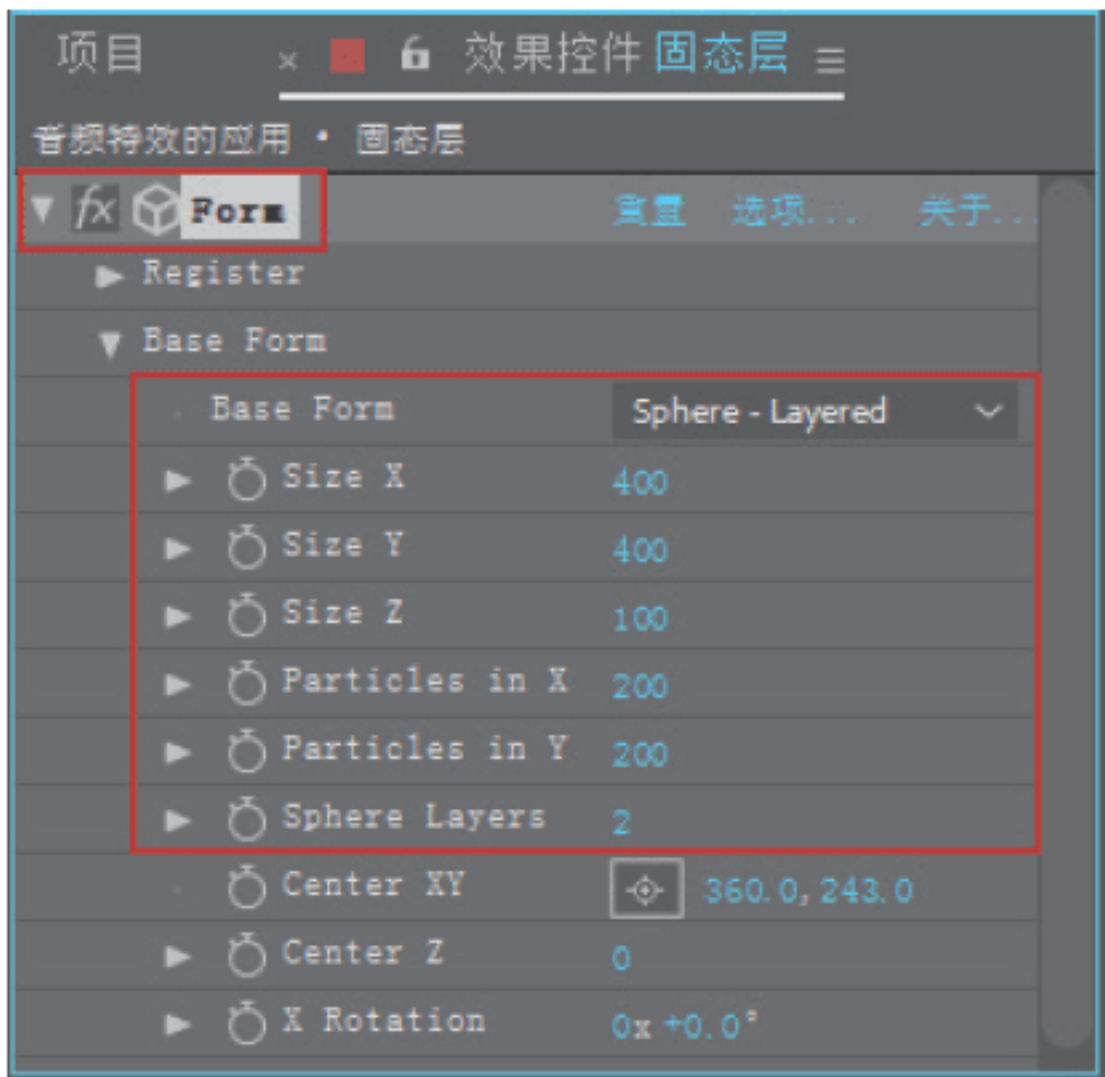 项目 × 效果控件 固态层 ≡
音频特效的应用 • 固态层
fx Form 重置 选项... 关于...
Register
Base Form
Base Form Sphere - Layered
Size X 400
Size Y 400
Size Z 100
Particles in X 200
Particles in Y 200
Sphere Layers 2
Center XY 360.0, 243.0
Center Z 0
X Rotation 0x +0.0°